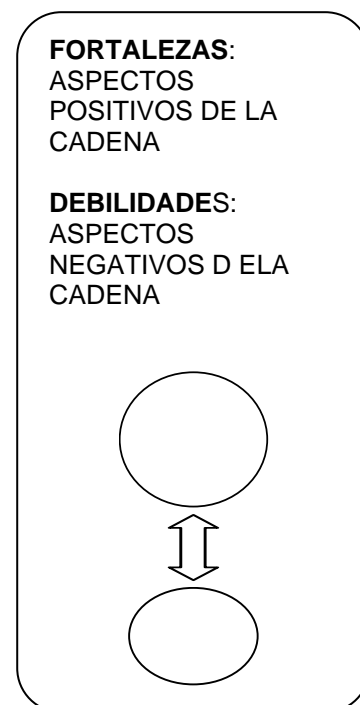 FORTALEZAS:
ASPECTOS
POSITIVOS DE LA
CADENA
DEBILIDADES:
ASPECTOS
NEGATIVOS D ELA
CADENA